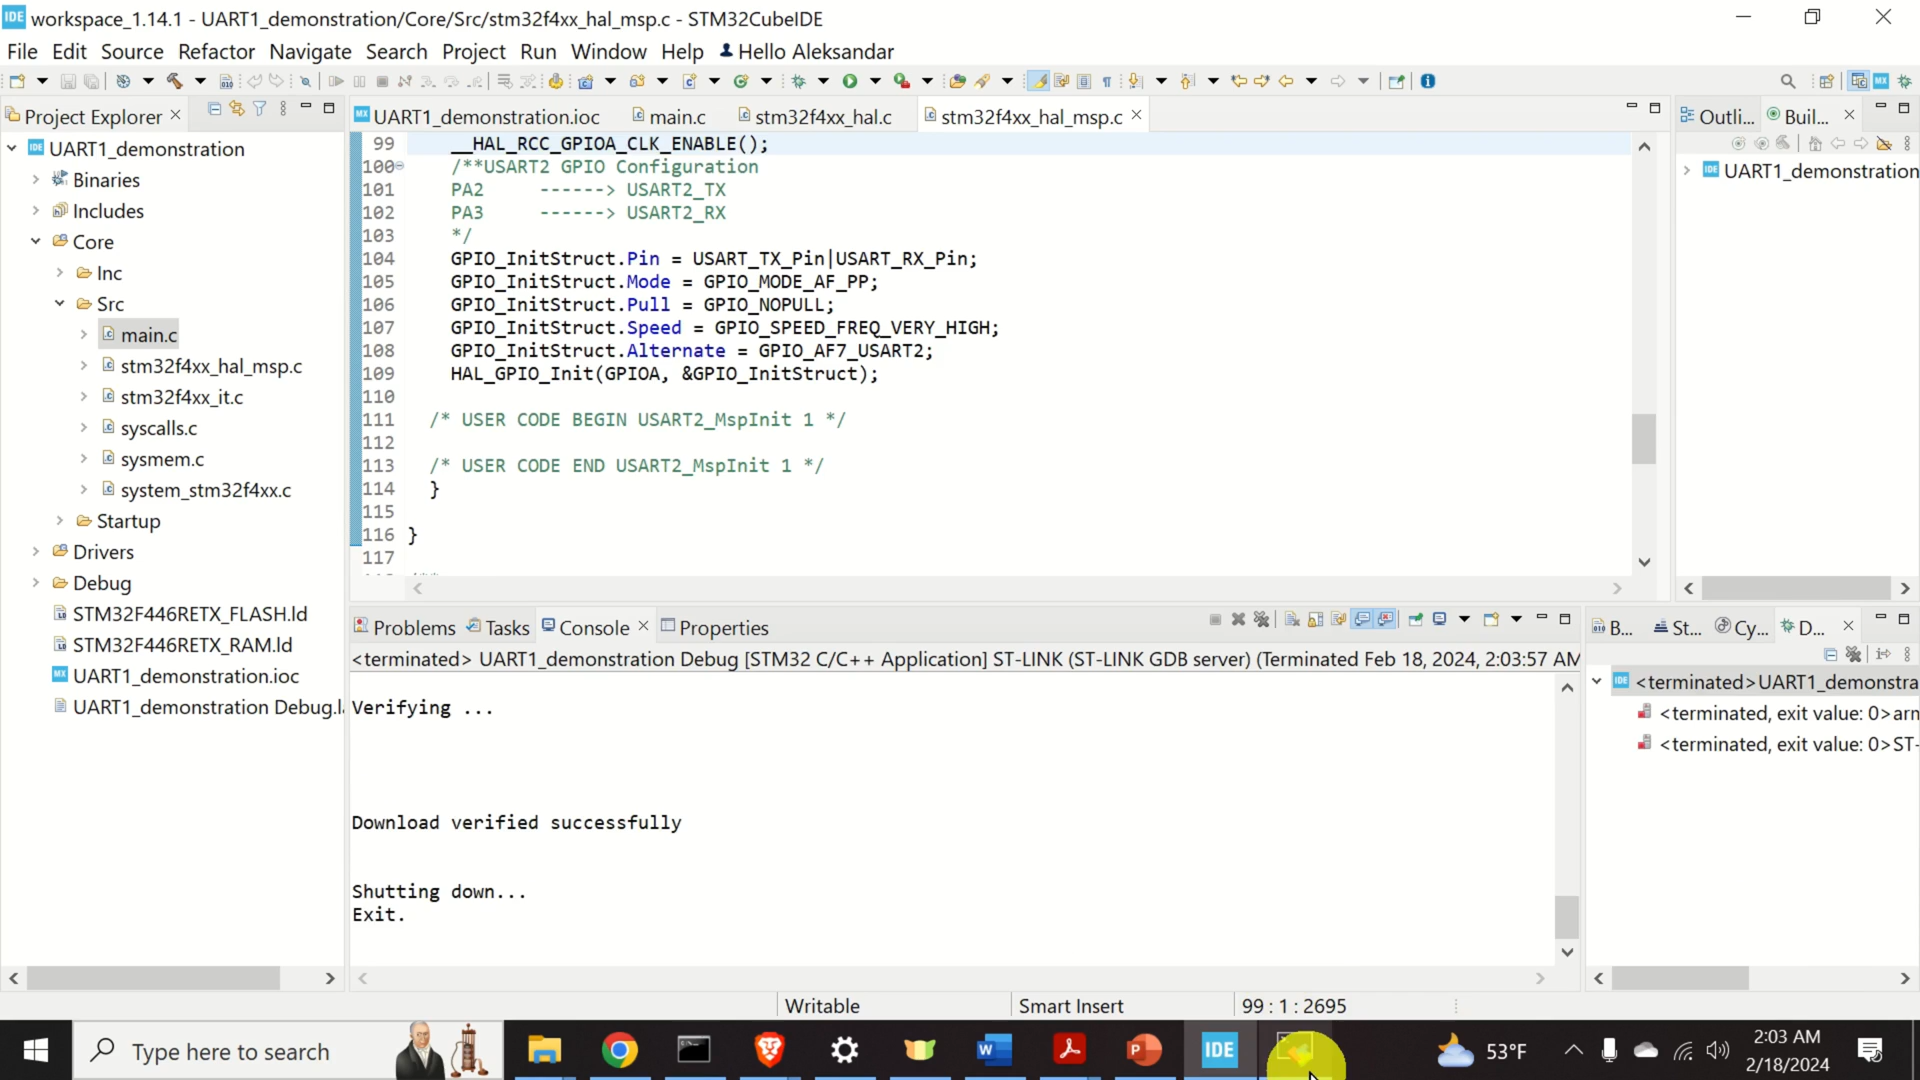 IDE workspace_1.14.1 - UART1_demonstration/Core/Src/stm32f4xx_hal_msp.c - STM32CubeIDE
File Edit Source Refactor Navigate Search Project Run Window Help Hello Aleksandar
Project Explorer
UART1_demonstration
Binaries
Includes
Core
Inc
Src
main.c
stm32f4xx_hal_msp.c
stm32f4xx_it.c
syscalls.c
sysmem.c
system_stm32f4xx.c
Startup
Drivers
Debug
STM32F446RETX_FLASH.ld
STM32F446RETX_RAM.ld
UART1_demonstration.ioc
UART1_demonstration Debug.l
UART1_demonstration.ioc main.c stm32f4xx_hal.c stm32f4xx_hal_msp.c
99 __HAL_RCC_GPIOA_CLK_ENABLE();
100 /**USART2 GPIO Configuration
101 PA2 ------> USART2_TX
102 PA3 ------> USART2_RX
103 */
104 GPIO_InitStruct.Pin = USART_TX_Pin|USART_RX_Pin;
105 GPIO_InitStruct.Mode = GPIO_MODE_AF_PP;
106 GPIO_InitStruct.Pull = GPIO_NOPULL;
107 GPIO_InitStruct.Speed = GPIO_SPEED_FREQ_VERY_HIGH;
108 GPIO_InitStruct.Alternate = GPIO_AF7_USART2;
109 HAL_GPIO_Init(GPIOA, &GPIO_InitStruct);
110
111 /* USER CODE BEGIN USART2_MspInit 1 */
112
113 /* USER CODE END USART2_MspInit 1 */
114 }
115
116 }
117
Outli... Buil...
UART1_demonstration
Problems Tasks Console Properties
<terminated> UART1_demonstration Debug [STM32 C/C++ Application] ST-LINK (ST-LINK GDB server) (Terminated Feb 18, 2024, 2:03:57 AM
Verifying ...
Download verified successfully
Shutting down...
Exit.
B... St... Cy... D...
<terminated>UART1_demonstra
<terminated, exit value: 0>arn
<terminated, exit value: 0>ST-
Writable Smart Insert 99 : 1 : 2695
Type here to search
IDE
53°F
2:03 AM
2/18/2024